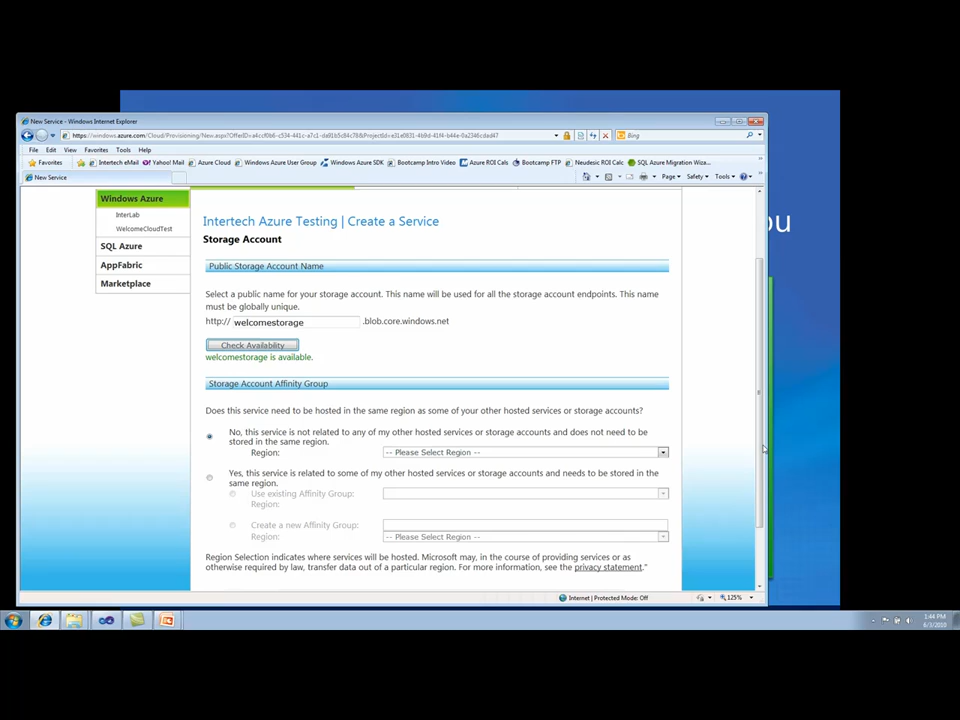 New Service - Windows Internet Explorer
Bing
File Edit View Favorites Tools Help
Favorites Intertech eMail Yahoo! Mail Azure Cloud Windows Azure User Group Windows Azure SDK Bootcamp Intro Video Azure ROI Calc Bootcamp FTP Neudesic ROI Calc SQL Azure Migration Wiza...
New Service
Page Safety Tools
Windows Azure
InterLab
WelcomeCloudTest
SQL Azure
AppFabric
Marketplace
Intertech Azure Testing | Create a Service
Storage Account
Public Storage Account Name
Select a public name for your storage account. This name will be used for all the storage account endpoints. This name
must be globally unique.
http:// welcomestorage .blob.core.windows.net
Check Availability
welcomestorage is available.
Storage Account Affinity Group
Does this service need to be hosted in the same region as some of your other hosted services or storage accounts?
No, this service is not related to any of my other hosted services or storage accounts and does not need to be
stored in the same region.
Region: -- Please Select Region --
Yes, this service is related to some of my other hosted services or storage accounts and needs to be stored in the
same region.
Use existing Affinity Group:
Region:
Create a new Affinity Group:
Region: -- Please Select Region --
Region Selection indicates where services will be hosted. Microsoft may, in the course of providing services or as
otherwise required by law, transfer data out of a particular region. For more information, see the privacy statement."
Internet | Protected Mode: Off
125%
ou
1:44 PM
6/3/2010